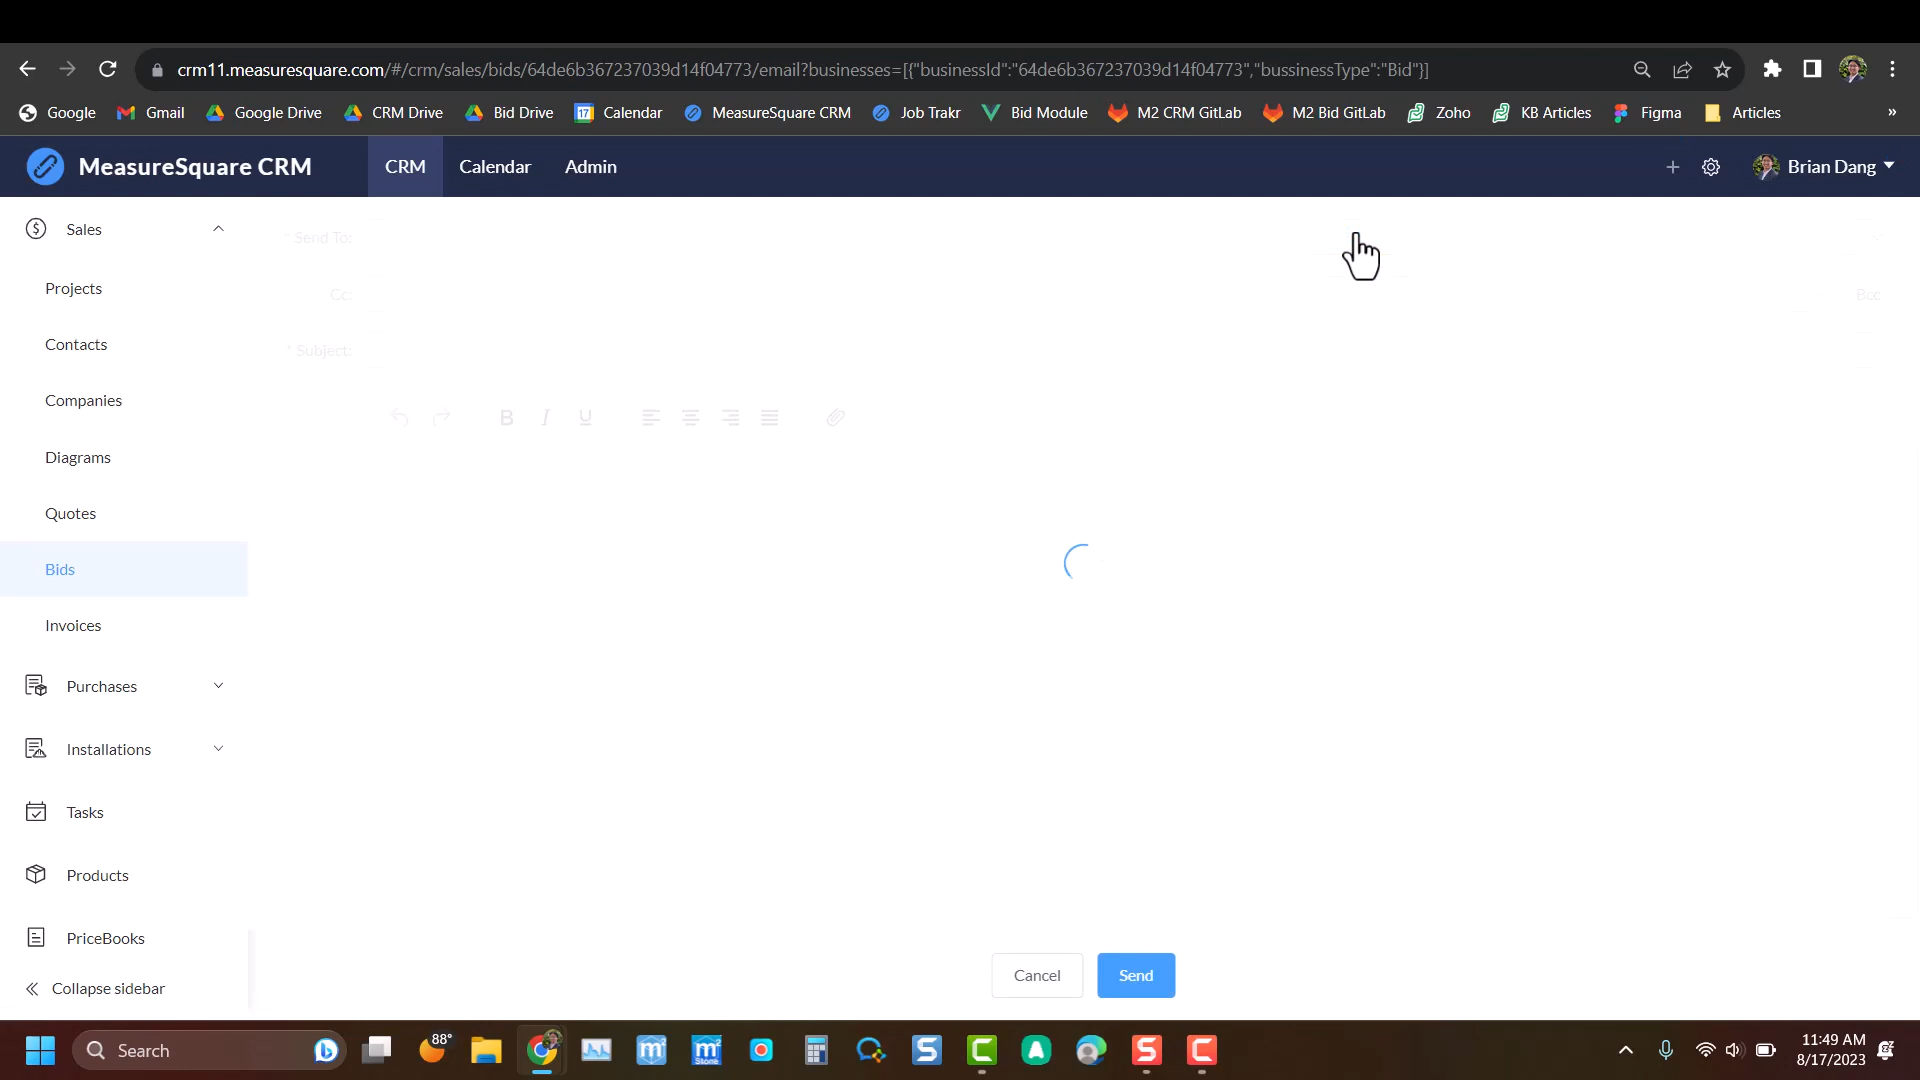 crm11.measuresquare.com/#/crm/sales/bids/64de6b367237039d14f04773/email?businesses=[{"businessId":"64de6b367237039d14f04773","bussinessType":"Bid"}]
Google Gmail Google Drive CRM Drive Bid Drive Calendar MeasureSquare CRM Job Trakr Bid Module M2 CRM GitLab M2 Bid GitLab Zoho KB Articles Figma Articles »
MeasureSquare CRM CRM Calendar Admin + Brian Dang
Sales
Projects
Contacts
Companies
Diagrams
Quotes
Bids
Invoices
Purchases
Installations
Tasks
Products
PriceBooks
Collapse sidebar
* Send To:
Cc: Bcc
* Subject:
B I U
Cancel Send
Search 88° 11:49 AM
8/17/2023